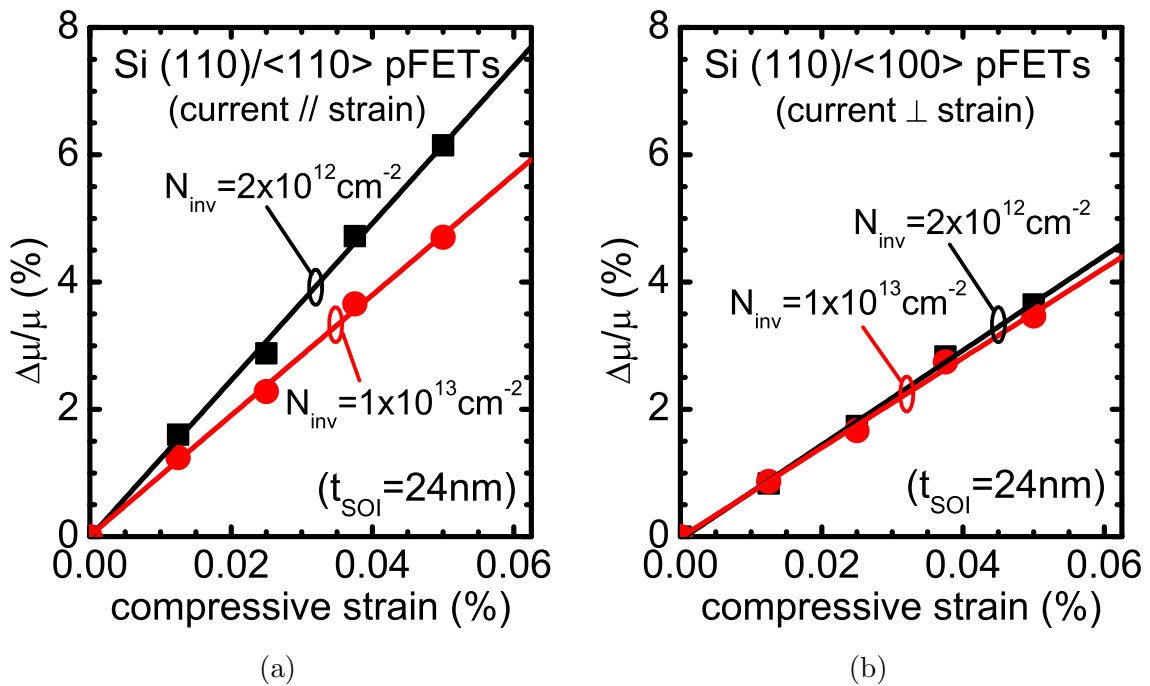 8
6
4
2
0
Δμ/μ (%)
Si (110)/<110> pFETs
(current // strain)
N_inv=2x10^12cm^-2
N_inv=1x10^13cm^-2
(t_SOI=24nm)
0.00 0.02 0.04 0.06
compressive strain (%)
(a)
8
6
4
2
0
Δμ/μ (%)
Si (110)/<100> pFETs
(current ⊥ strain)
N_inv=2x10^12cm^-2
N_inv=1x10^13cm^-2
(t_SOI=24nm)
0.00 0.02 0.04 0.06
compressive strain (%)
(b)